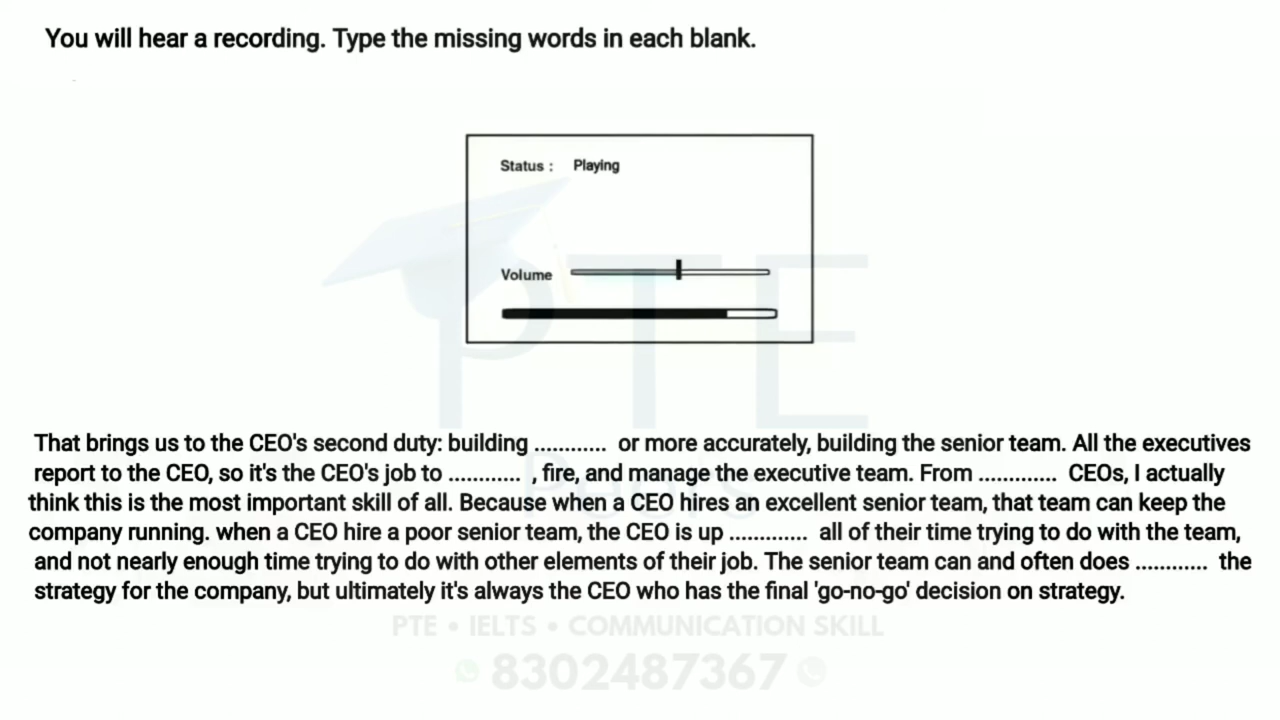 You will hear a recording. Type the missing words in each blank.
Status : Playing
Volume
PTE
That brings us to the CEO's second duty: building ............ or more accurately, building the senior team. All the executives
report to the CEO, so it's the CEO's job to ............ , fire, and manage the executive team. From ............. CEOs, I actually
think this is the most important skill of all. Because when a CEO hires an excellent senior team, that team can keep the
company running. when a CEO hire a poor senior team, the CEO is up ............. all of their time trying to do with the team,
and not nearly enough time trying to do with other elements of their job. The senior team can and often does ............ the
strategy for the company, but ultimately it's always the CEO who has the final 'go-no-go' decision on strategy.
PTE • IELTS • COMMUNICATION SKILL
8302487367